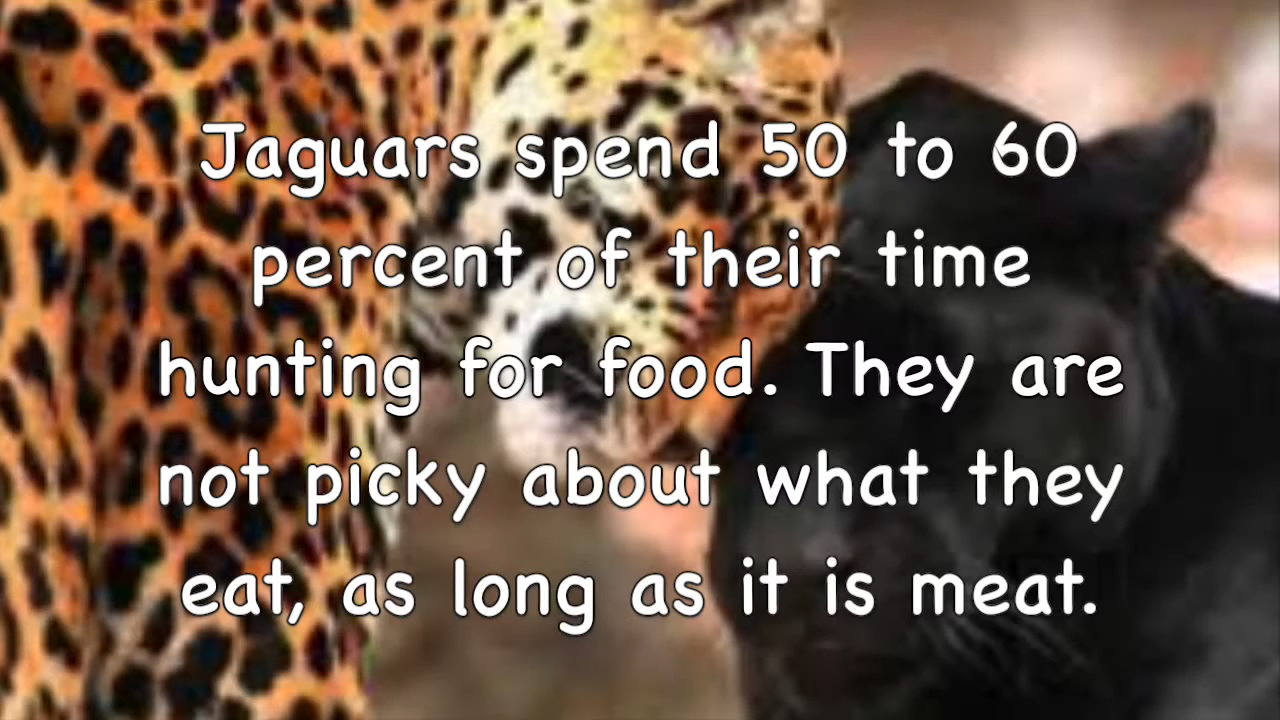 Jaguars spend 50 to 60
percent of their time
hunting for food. They are
not picky about what they
eat, as long as it is meat.